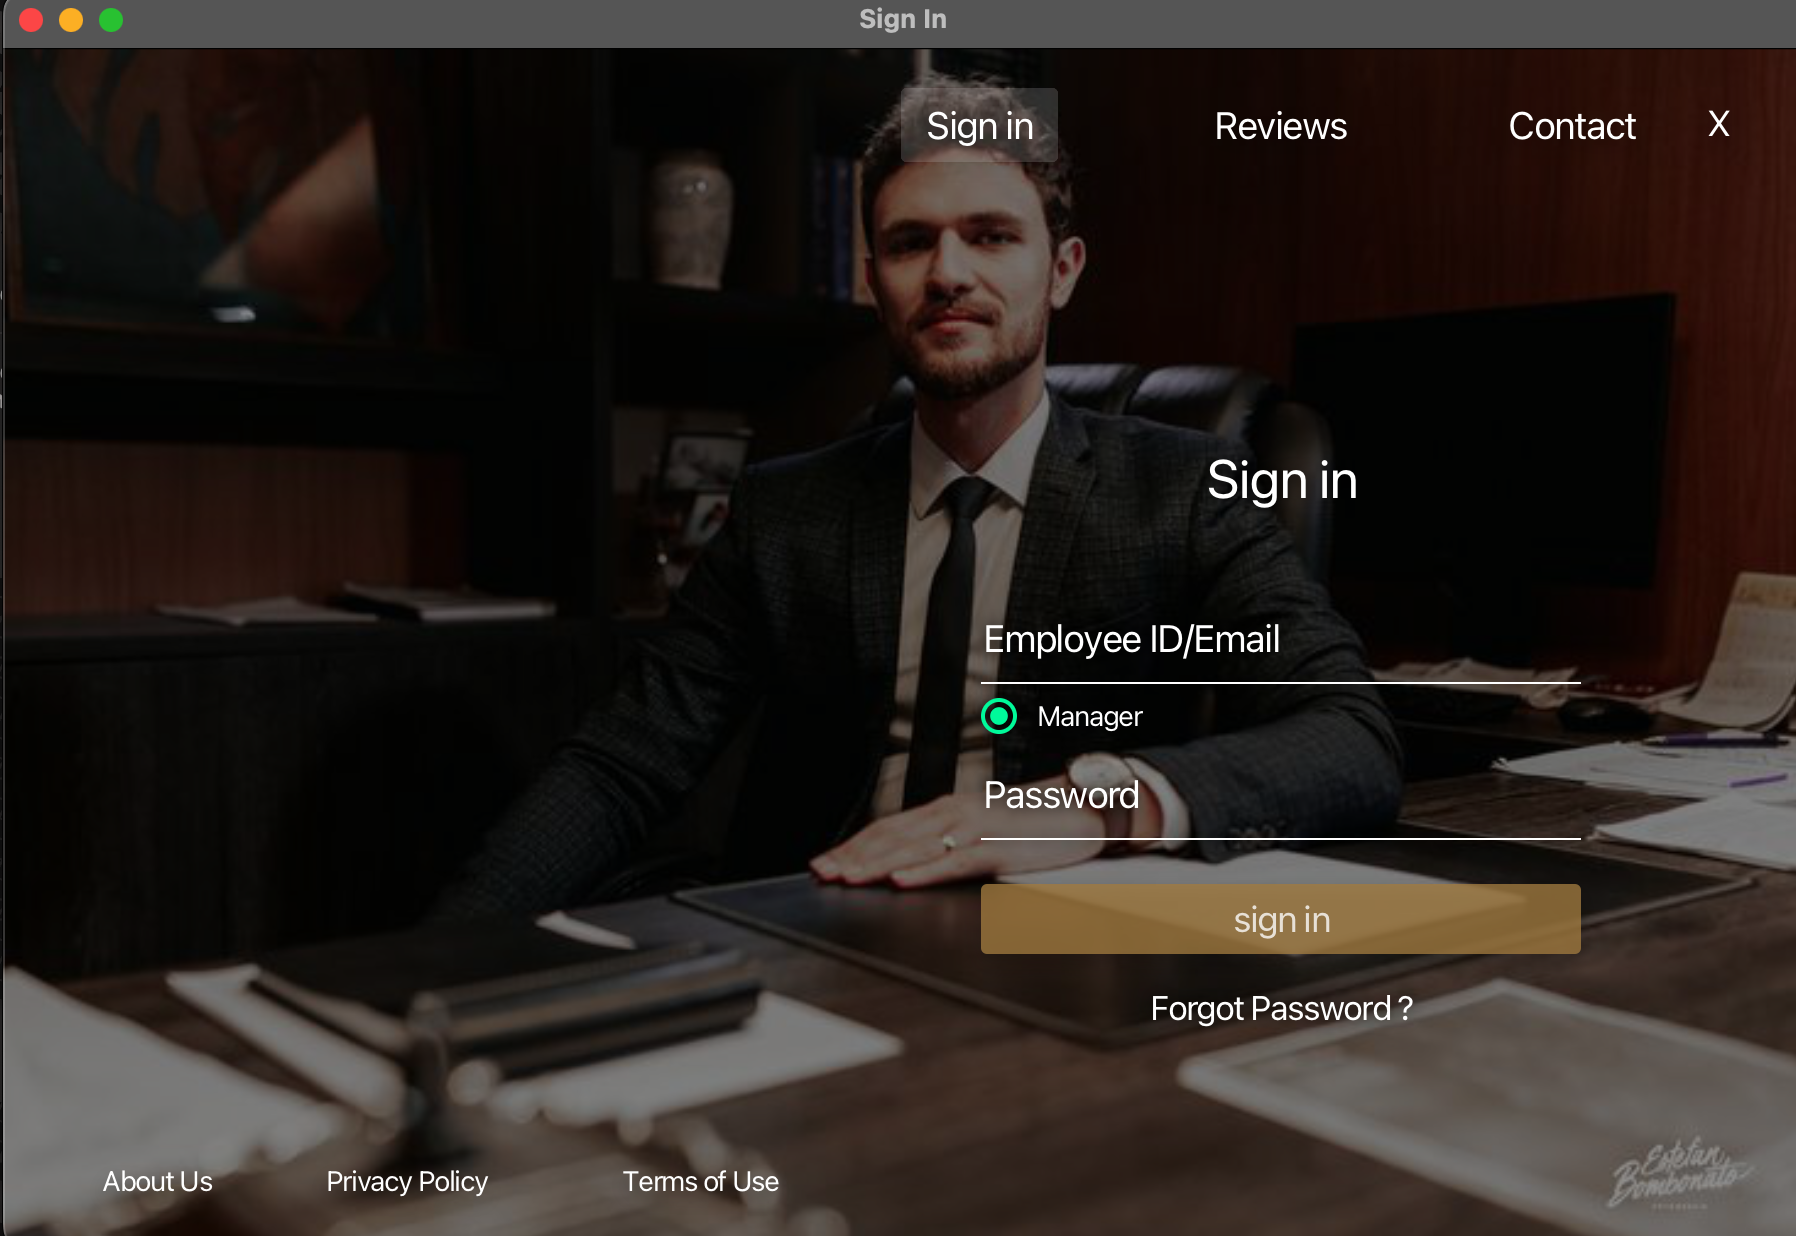 Sign In
Sign in
Reviews
Contact
X
Sign in
Employee ID/Email
Manager
Password
sign in
Forgot Password ?
About Us
Privacy Policy
Terms of Use
Estefan
Bombonato